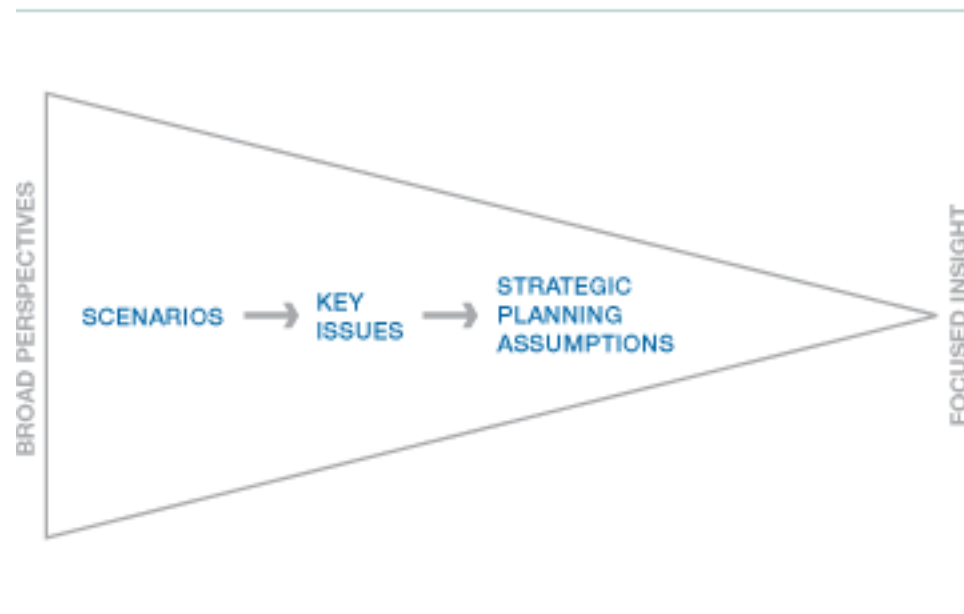 BROAD PERSPECTIVES
SCENARIOS
KEY
ISSUES
STRATEGIC
PLANNING
ASSUMPTIONS
FOCUSED INSIGHT